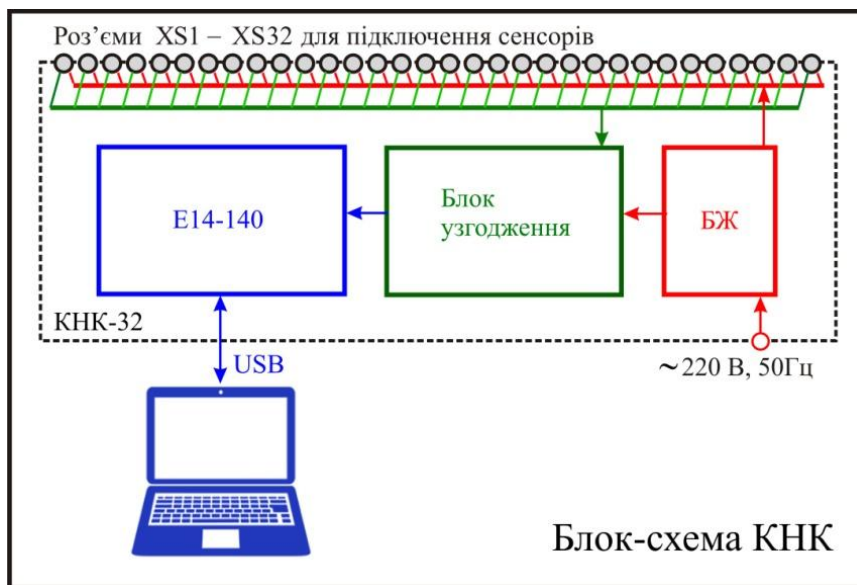 Роз’єми XS1 – XS32 для підключення сенсорів
E14-140
Блок
узгодження
БЖ
КНК-32
USB
~220 В, 50Гц
Блок-схема КНК